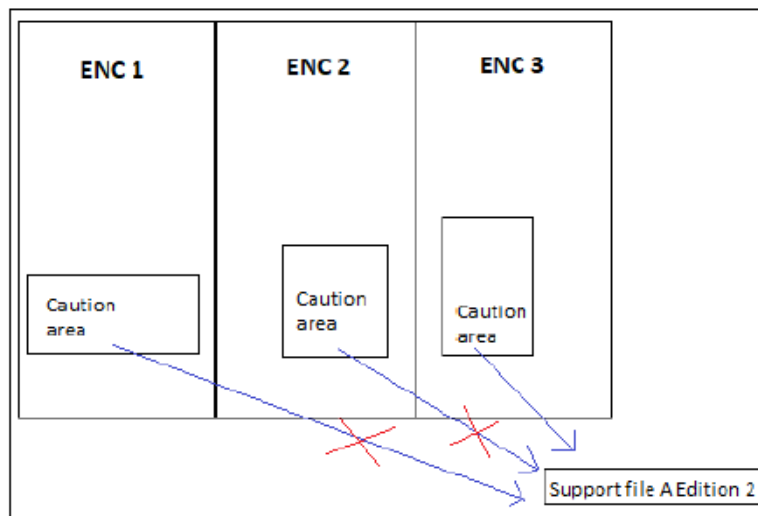 ENC 1
ENC 2
ENC 3
Caution
area
Caution
area
Caution
area
Support file A Edition 2